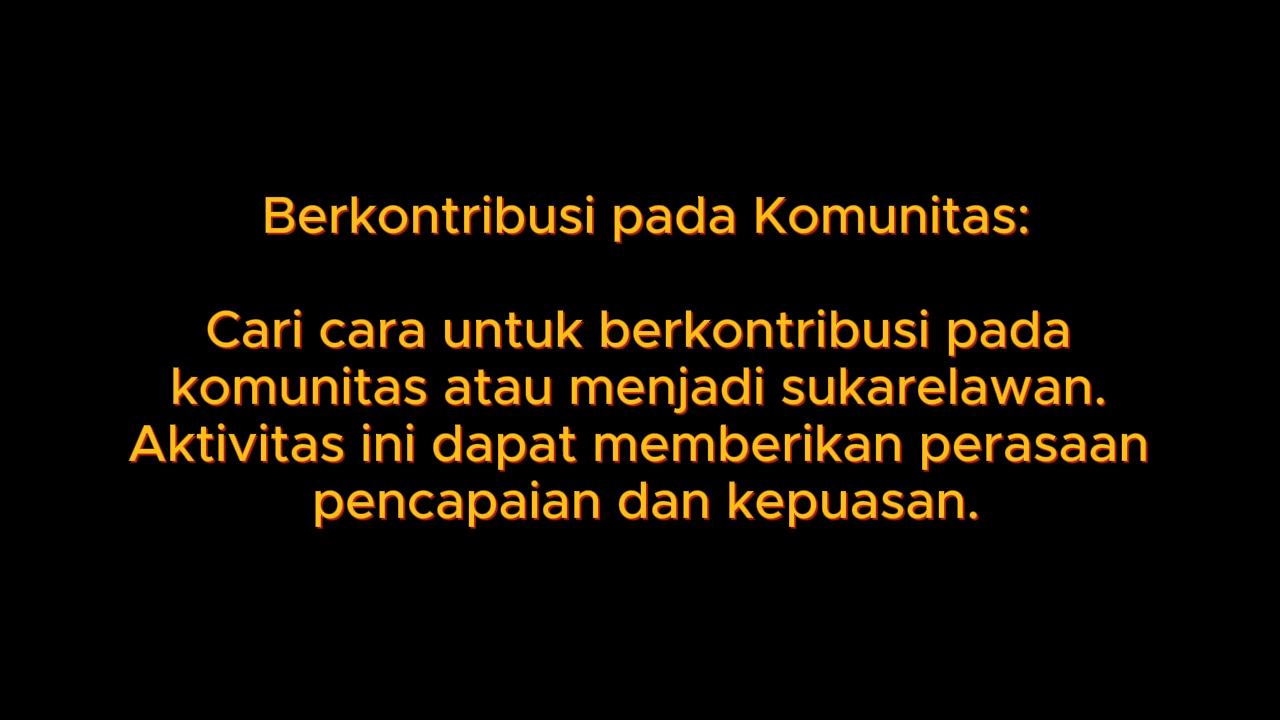 Berkontribusi pada Komunitas:
Cari cara untuk berkontribusi pada
komunitas atau menjadi sukarelawan.
Aktivitas ini dapat memberikan perasaan
pencapaian dan kepuasan.